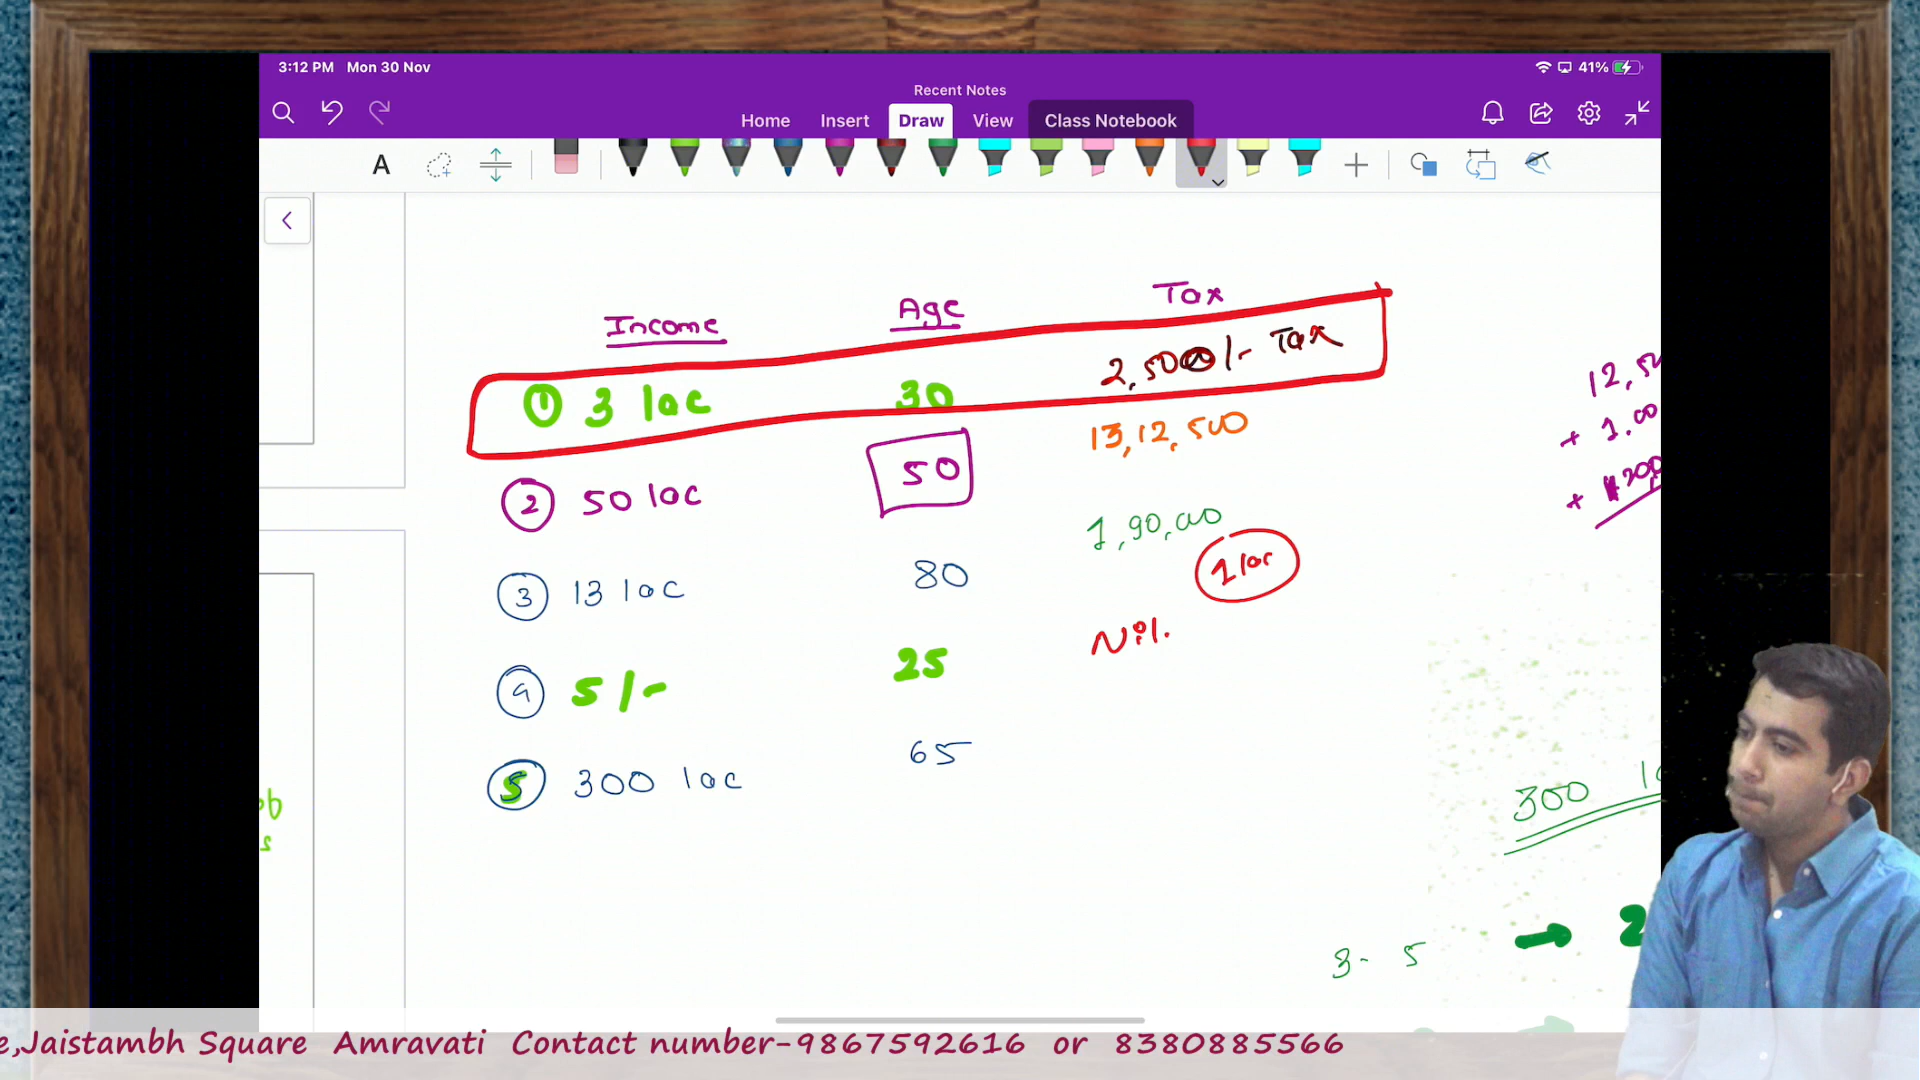 3:12 PM Mon 30 Nov
41%
Recent Notes
Home Insert Draw View Class Notebook
A
Income Age Tax
① 3 lac 30 2,500/- Tax
② 50 lac 50 13,12,500
③ 13 lac 80 1,90,000
1 lac
5/- 25 Nil.
⑤ 300 lac 65
+ 1.00
300
3 - 5 → 2
,Jaistambh Square Amravati Contact number-9867592616 or 8380885566